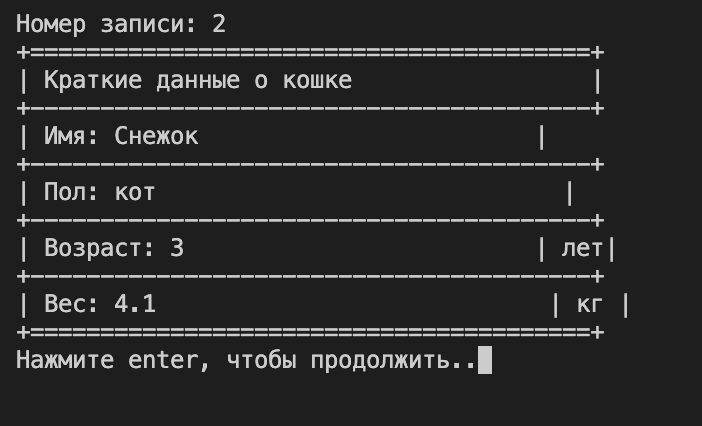 Номер записи: 2
+========================================+
| Краткие данные о кошке                 |
+----------------------------------------+
| Имя: Снежок                        |
+----------------------------------------+
| Пол: кот                             |
+----------------------------------------+
| Возраст: 3                         | лет|
+----------------------------------------+
| Вес: 4.1                            | кг |
+========================================+
Нажмите enter, чтобы продолжить..